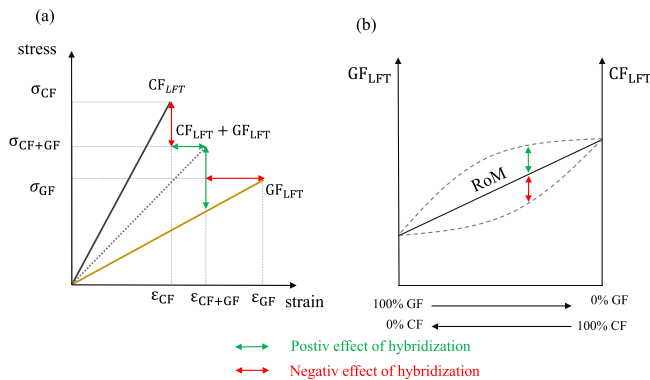 (a)
stress
σCF
CFLFT
CFLFT + GFLFT
σCF+GF
σGF
GFLFT
εCF
εCF+GF
εGF
strain
(b)
GFLFT
CFLFT
RoM
100% GF
0% GF
0% CF
100% CF
Postiv effect of hybridization
Negativ effect of hybridization